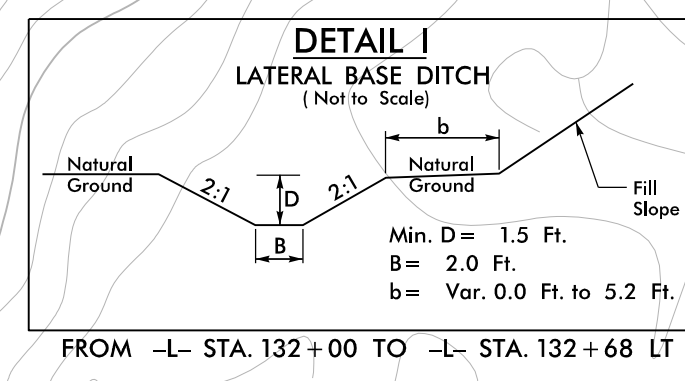 DETAIL 1
LATERAL BASE DITCH
( Not to Scale)
b
Natural
Ground
2:1
D
2:1
Natural
Ground
Fill
Slope
B
Min. D= 1.5 Ft.
B= 2.0 Ft.
b= Var. 0.0 Ft. to 5.2 Ft.
FROM -L- STA. 132+00 TO -L- STA. 132+68 LT